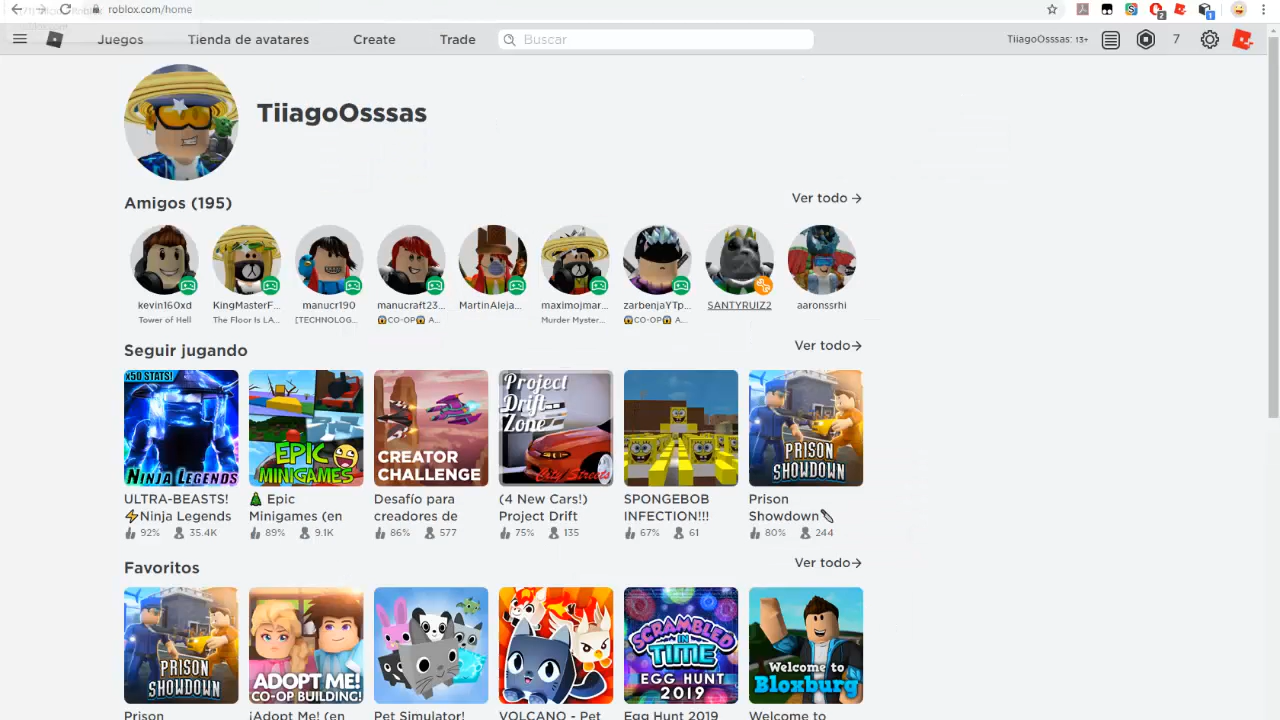 roblox.com/home
Juegos
Tienda de avatares
Create
Trade
Buscar
TiiagoOsssas: 13+
7
2
1
TiiagoOsssas
Amigos (195)
Ver todo →
kevin160xd
KingMasterF...
manucr190
manucraft23...
MartinAleja...
maximojmar...
zarbenjaYTp...
SANTYRUIZ2
aaronssrhi
Tower of Hell
The Floor Is LA...
[TECHNOLOG...
😱CO-OP😱 A...
Murder Myster...
😱CO-OP😱 A...
Seguir jugando
Ver todo→
x50 STATS!
NINJA LEGENDS
EPIC
MINIGAMES
CREATOR
CHALLENGE
Project
Drift
Zone
City Streets
PRISON
SHOWDOWN
ULTRA-BEASTS!
⚡Ninja Legends
92% 35.4K
🎄 Epic
Minigames (en
89% 9.1K
Desafío para
creadores de
86% 577
(4 New Cars!)
Project Drift
75% 135
SPONGEBOB
INFECTION!!!
67% 61
Prison
Showdown🔪
80% 244
Favoritos
Ver todo→
PRISON
SHOWDOWN
ADOPT ME!
CO-OP BUILDING!
SCRAMBLED
IN
TIME
EGG HUNT
2019
Welcome to
Bloxburg
Prison
¡Adopt Me! (en
Pet Simulator!
VOLCANO - Pet
Egg Hunt 2019
Welcome to